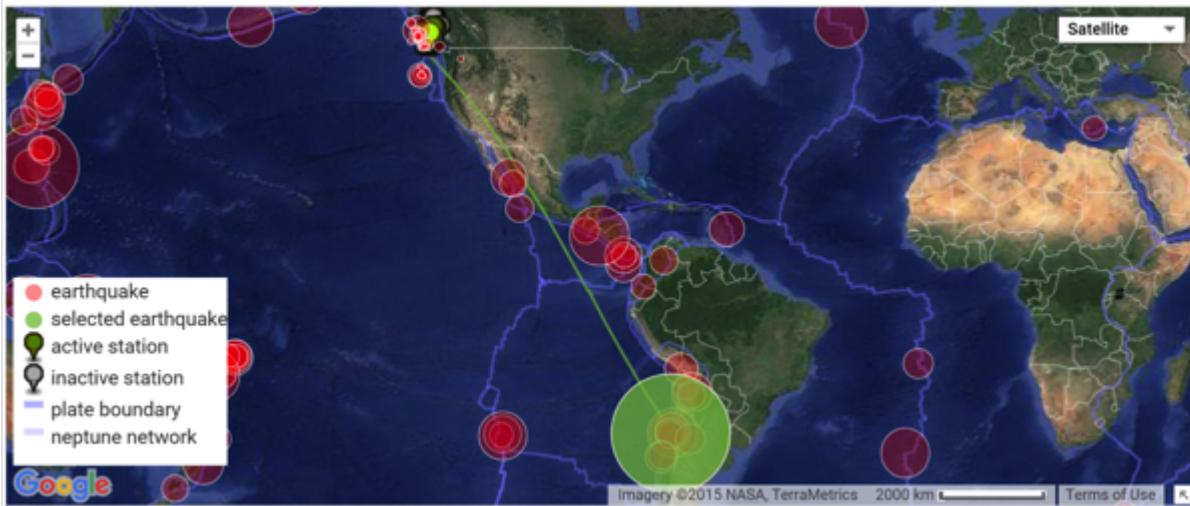 +
Satellite
−
earthquake
selected earthquake
active station
inactive station
plate boundary
neptune network
Google
Imagery ©2015 NASA, TerraMetrics 2000 km Terms of Use